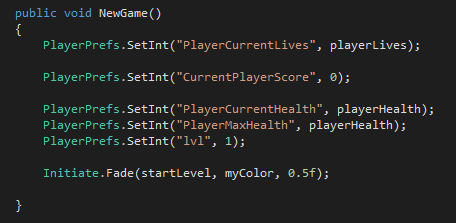 public void NewGame()
{
PlayerPrefs.SetInt("PlayerCurrentLives", playerLives);
PlayerPrefs.SetInt("CurrentPlayerScore", 0);
PlayerPrefs.SetInt("PlayerCurrentHealth", playerHealth);
PlayerPrefs.SetInt("PlayerMaxHealth", playerHealth);
PlayerPrefs.SetInt("lvl", 1);
Initiate.Fade(startLevel, myColor, 0.5f);
}